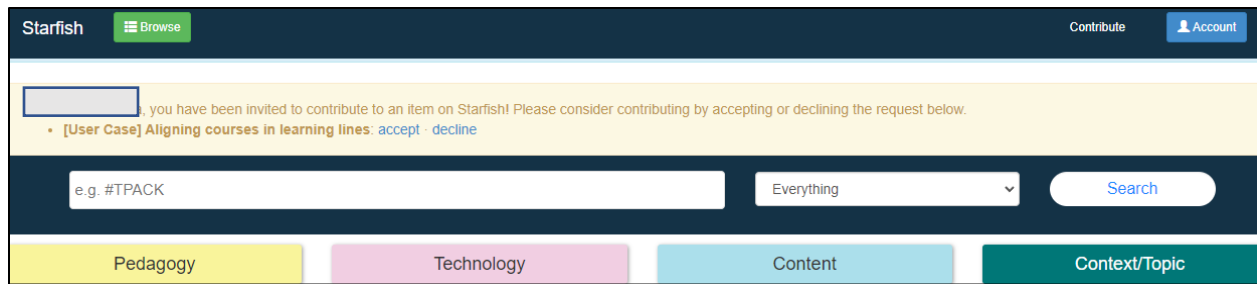 Starfish Browse Contribute Account
, you have been invited to contribute to an item on Starfish! Please consider contributing by accepting or declining the request below.
• [User Case] Aligning courses in learning lines: accept · decline
e.g. #TPACK Everything Search
Pedagogy Technology Content Context/Topic